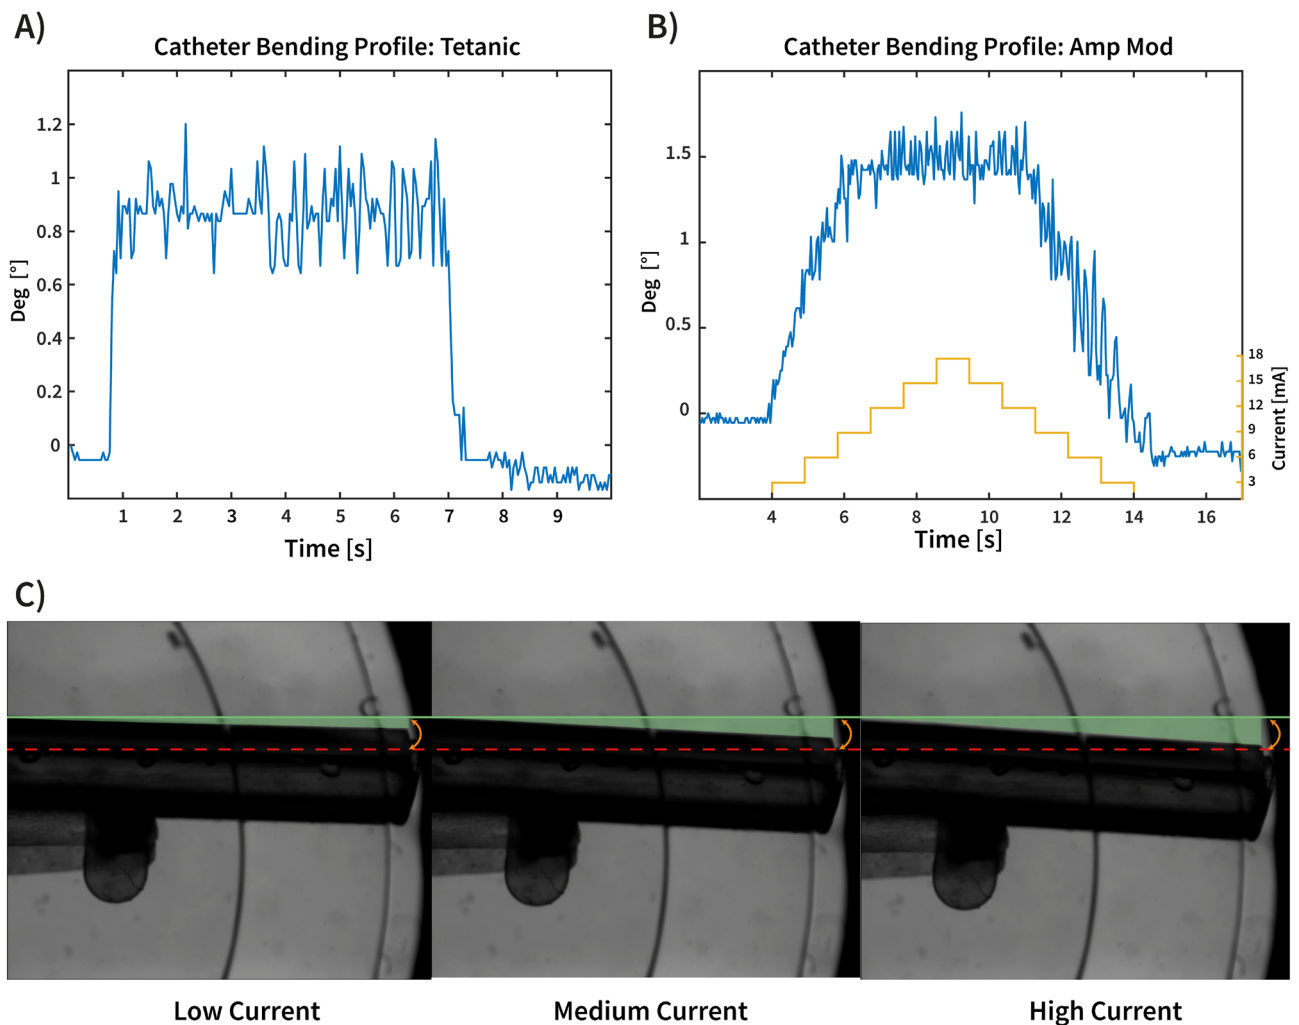 A)
Catheter Bending Profile: Tetanic
1.2
1
0.8
0.6
0.4
0.2
0
Deg [°]
1 2 3 4 5 6 7 8 9
Time [s]
B)
Catheter Bending Profile: Amp Mod
1.5
1
0.5
0
Deg [°]
18
15
12
9
6
3
Current [mA]
4 6 8 10 12 14 16
Time [s]
C)
Low Current Medium Current High Current